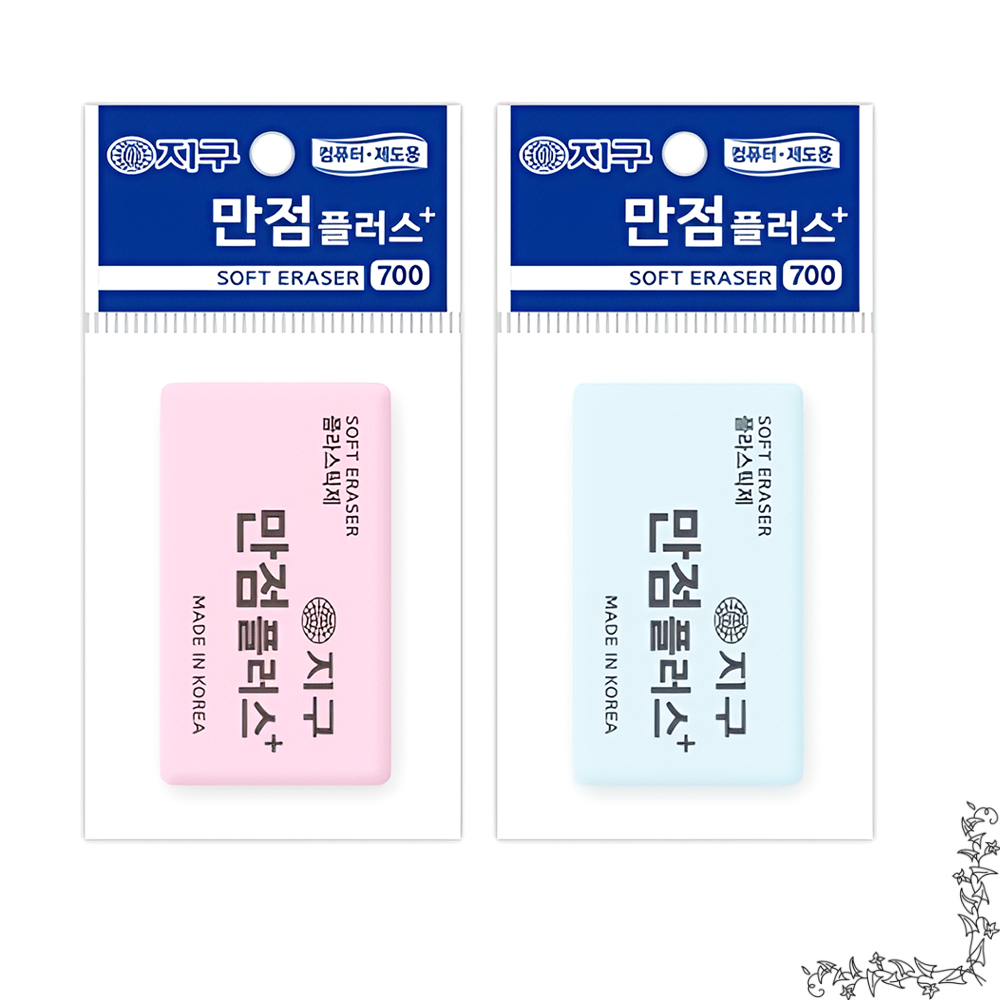 지구
컴퓨터·제도용
만점 플러스+
SOFT ERASER 700
SOFT ERASER
플라스틱제
지구
만점플러스+
MADE IN KOREA
지구
컴퓨터·제도용
만점 플러스+
SOFT ERASER 700
SOFT ERASER
플라스틱제
지구
만점플러스+
MADE IN KOREA